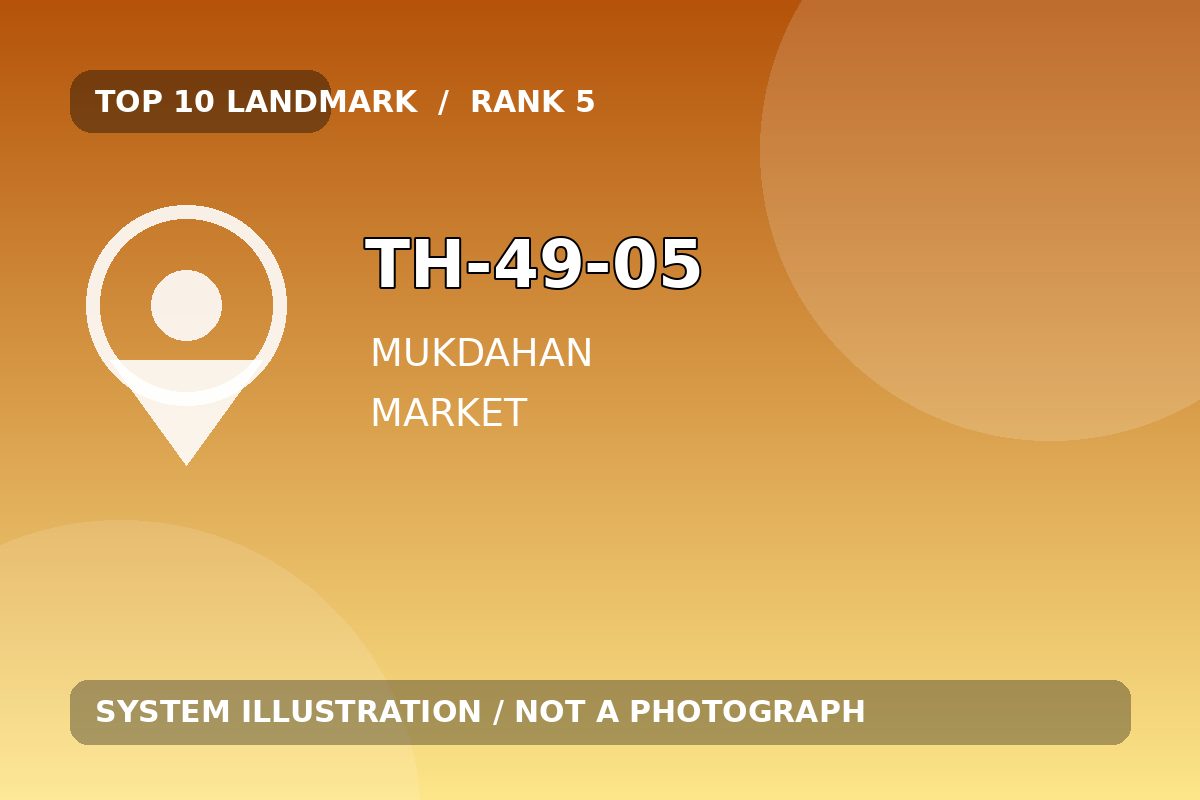 TOP 10 LANDMARK / RANK 5
TH-49-05
MUKDAHAN
MARKET
SYSTEM ILLUSTRATION / NOT A PHOTOGRAPH